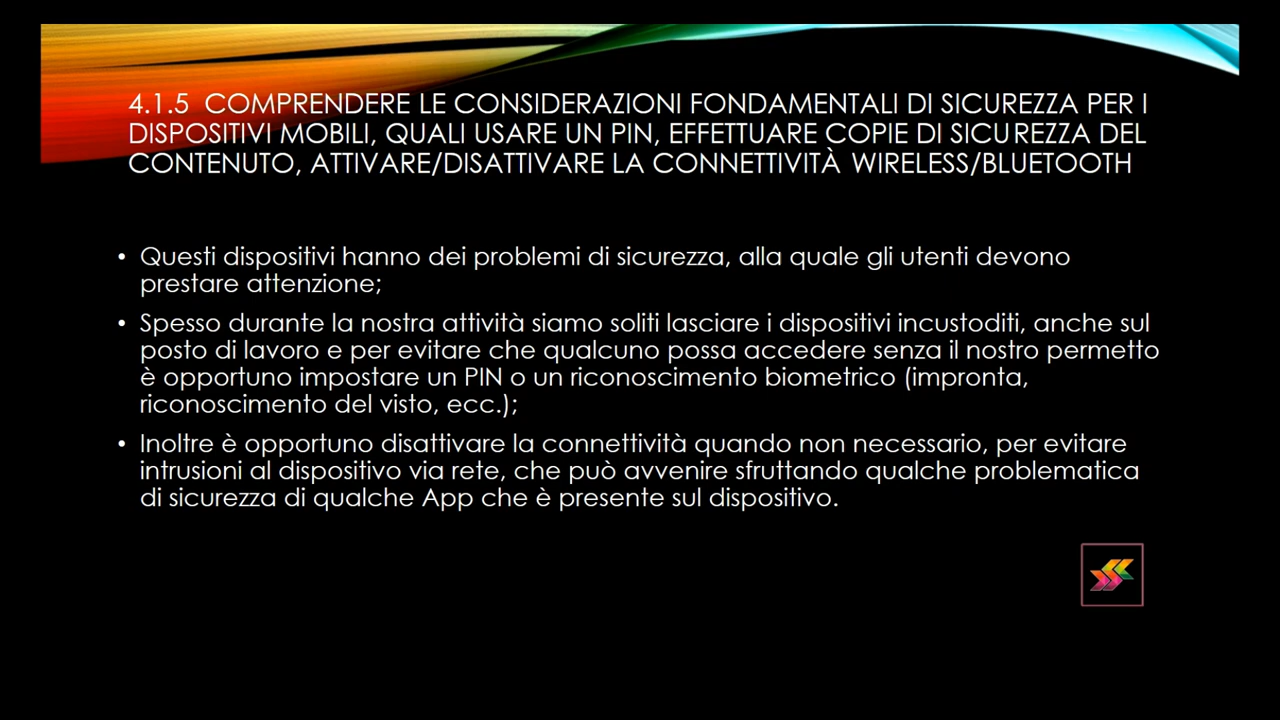 4.1.5 COMPRENDERE LE CONSIDERAZIONI FONDAMENTALI DI SICUREZZA PER I
DISPOSITIVI MOBILI, QUALI USARE UN PIN, EFFETTUARE COPIE DI SICUREZZA DEL
CONTENUTO, ATTIVARE/DISATTIVARE LA CONNETTIVITÀ WIRELESS/BLUETOOTH
• Questi dispositivi hanno dei problemi di sicurezza, alla quale gli utenti devono
prestare attenzione;
• Spesso durante la nostra attività siamo soliti lasciare i dispositivi incustoditi, anche sul
posto di lavoro e per evitare che qualcuno possa accedere senza il nostro permetto
è opportuno impostare un PIN o un riconoscimento biometrico (impronta,
riconoscimento del visto, ecc.);
• Inoltre è opportuno disattivare la connettività quando non necessario, per evitare
intrusioni al dispositivo via rete, che può avvenire sfruttando qualche problematica
di sicurezza di qualche App che è presente sul dispositivo.